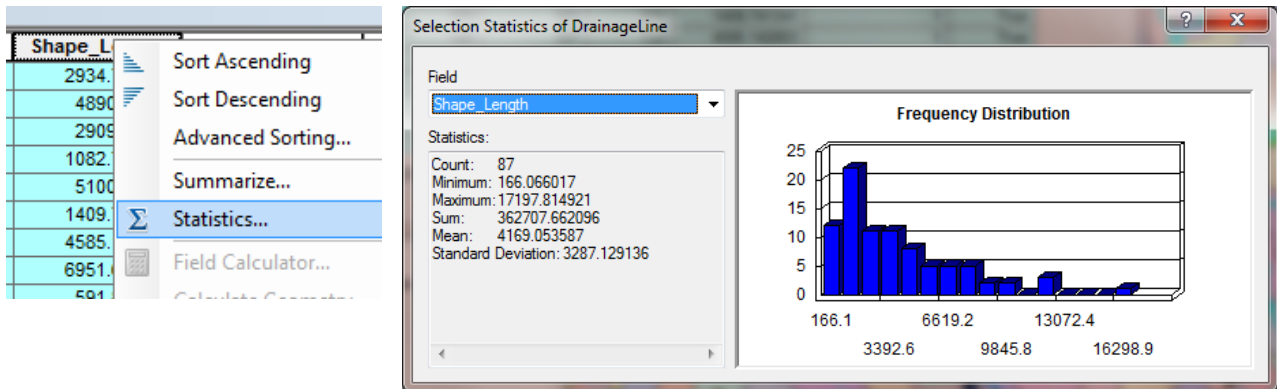 Shape_L
2934.
4890
2909
1082.
5100
1409.
4585.
6951.
591
Sort Ascending
Sort Descending
Advanced Sorting...
Summarize...
Statistics...
Field Calculator...
Selection Statistics of DrainageLine
Field
Shape_Length
Statistics:
Count: 87
Minimum: 166.066017
Maximum: 17197.814921
Sum: 362707.662096
Mean: 4169.053587
Standard Deviation: 3287.129136
Frequency Distribution
25
20
15
10
5
0
166.1 6619.2 13072.4
3392.6 9845.8 16298.9